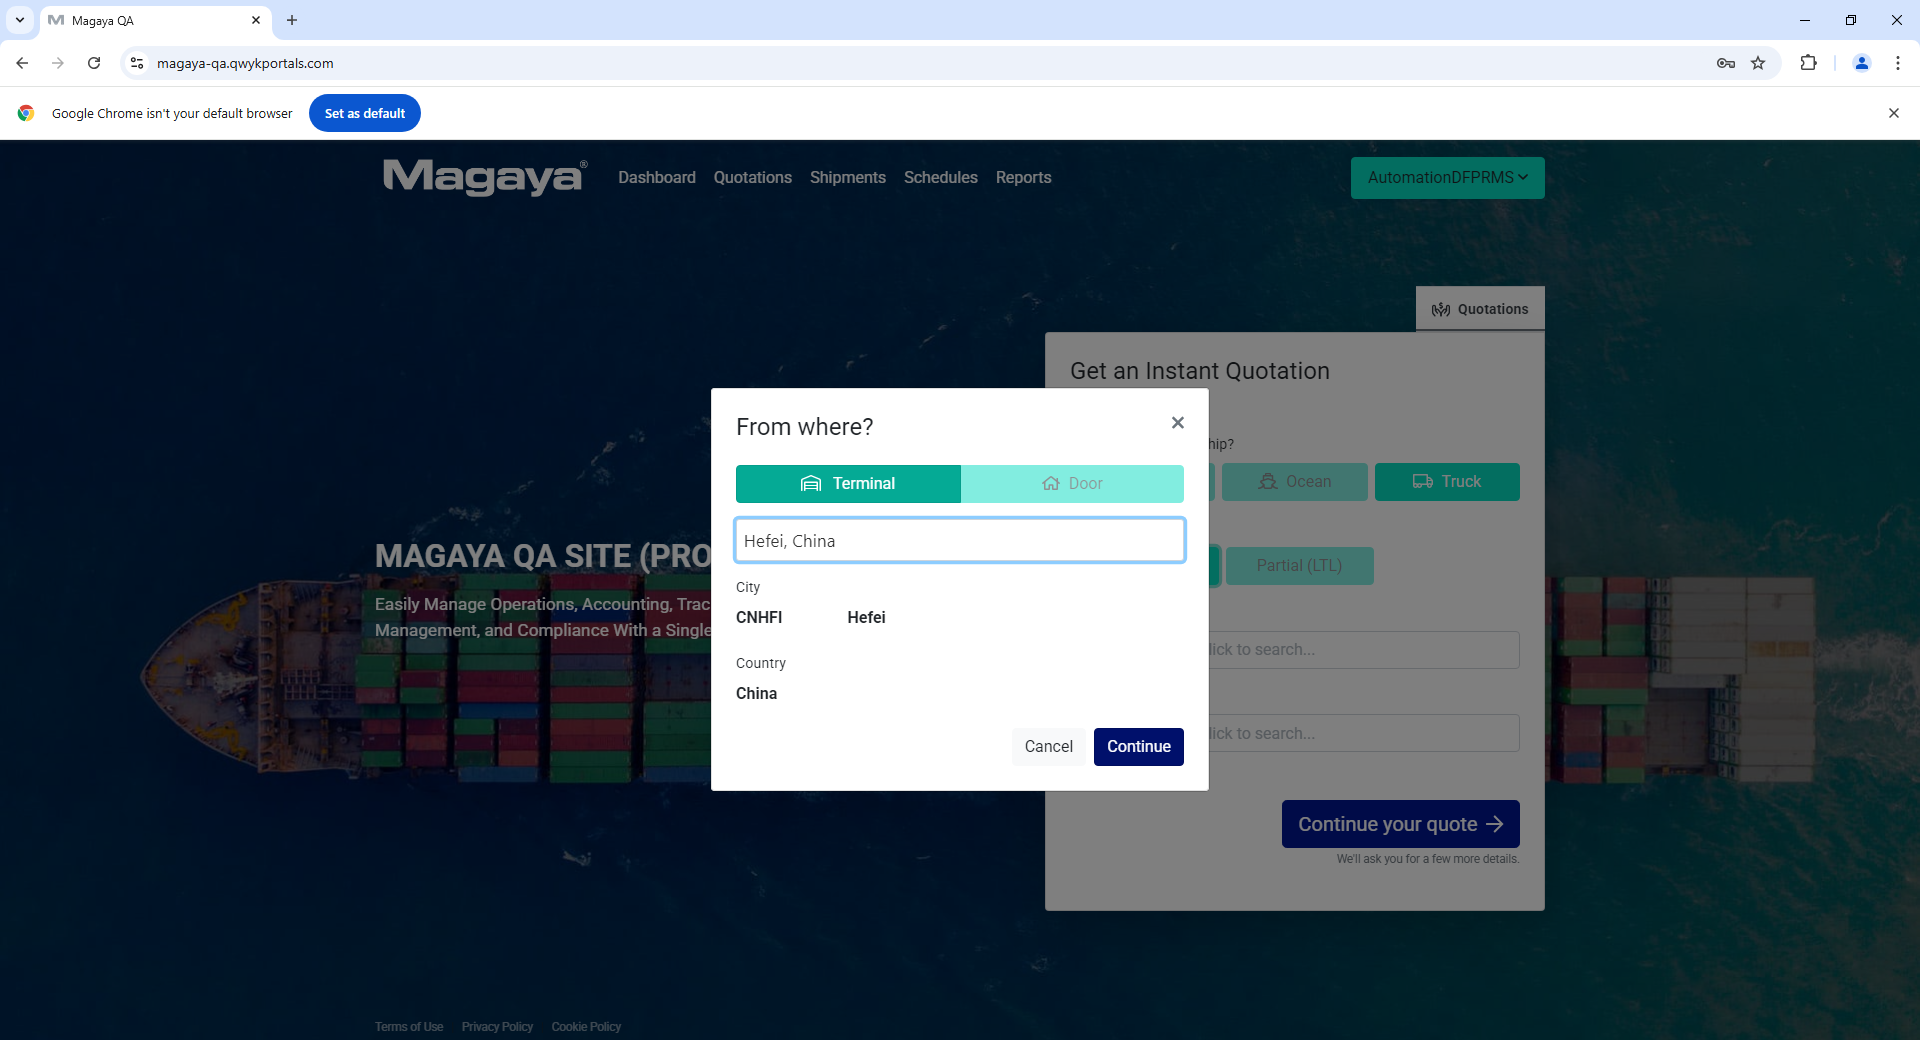 Magaya QA
magaya-qa.qwykportals.com
Google Chrome isn't your default browser
Set as default
Magaya®
Dashboard
Quotations
Shipments
Schedules
Reports
AutomationDFPRMS
Quotations
Get an Instant Quotation
hip?
Ocean
Truck
Partial (LTL)
lick to search...
lick to search...
Continue your quote
We'll ask you for a few more details.
MAGAYA QA SITE (PRO
Easily Manage Operations, Accounting, Trac
Management, and Compliance With a Single
From where?
Terminal
Door
Hefei, China
City
CNHFI Hefei
Country
China
Cancel
Continue
Terms of Use
Privacy Policy
Cookie Policy